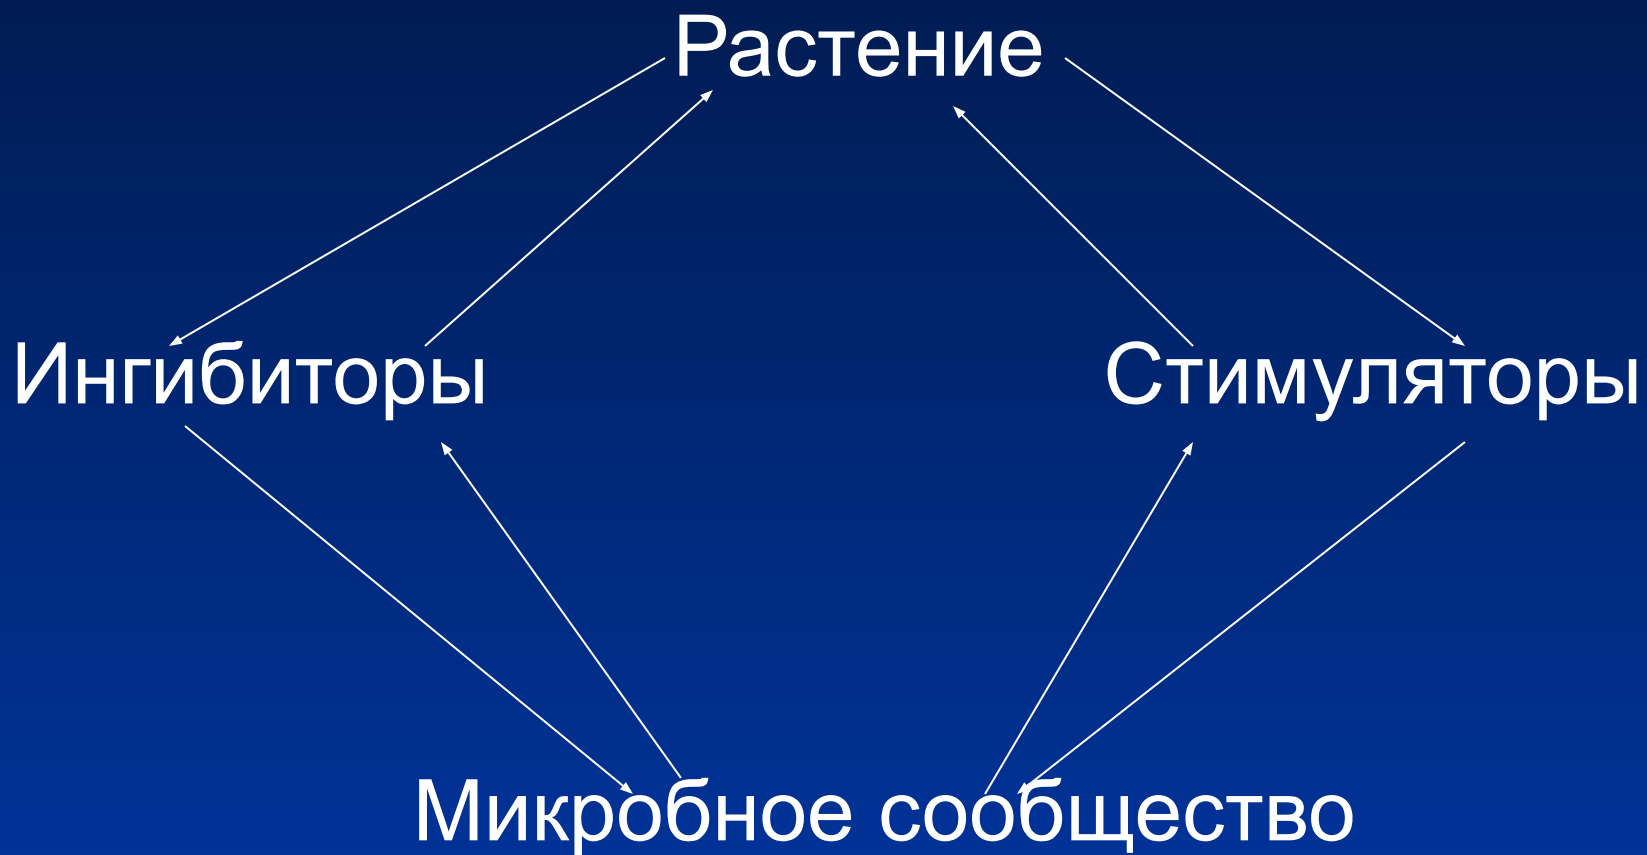 Растение
Ингибиторы
Стимуляторы
Микробное сообщество